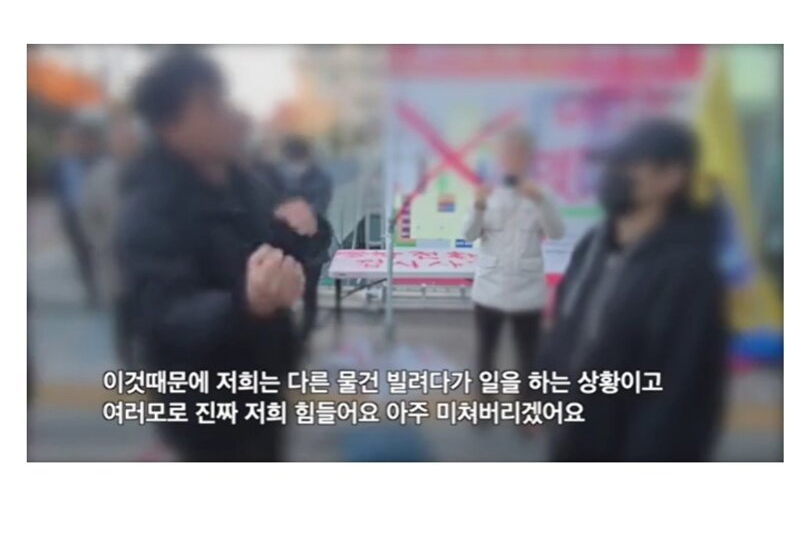 이것때문에 저희는 다른 물건 빌려다가 일을 하는 상황이고
여러모로 진짜 저희 힘들어요 아주 미쳐버리겠어요